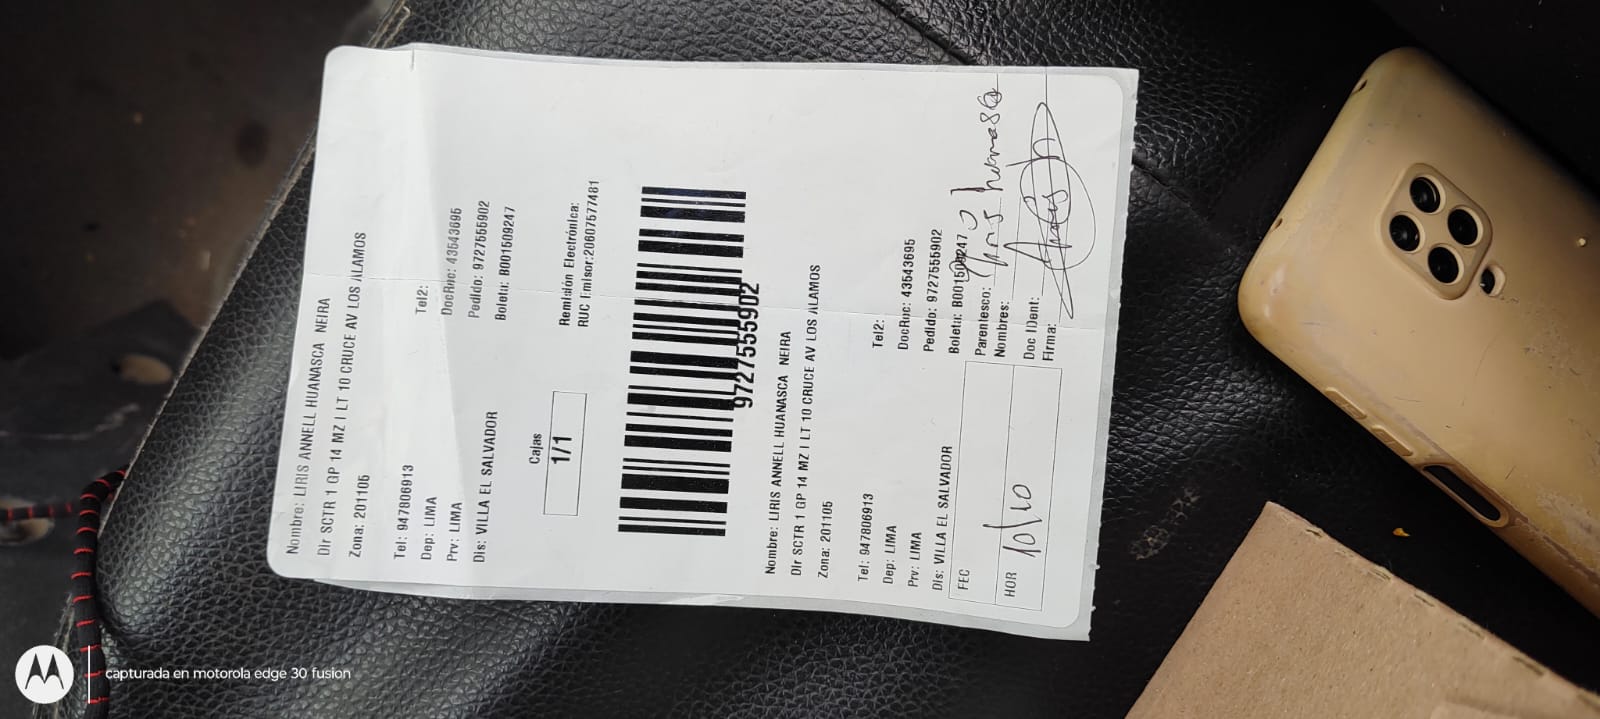 Nombre: LIRIS ANNELL HUANASCA NEIRA
Dir SCTR 1 GP 14 MZ I LT 10 CRUCE AV LOS ALAMOS
Zona: 201105
Tel: 947806913
Tel2:
Dep: LIMA
DocRuc: 43543695
Prv: LIMA
Pedido: 9727555902
Dis: VILLA EL SALVADOR
Boleta: B001509247
Cajas
1/1
Remisión Electrónica:
RUC Emisor:20607577481
9727555902
Nombre: LIRIS ANNELL HUANASCA NEIRA
Dir SCTR 1 GP 14 MZ I LT 10 CRUCE AV LOS ALAMOS
Zona: 201105
Tel: 947806913
Tel2:
Dep: LIMA
DocRuc: 43543695
Prv: LIMA
Pedido: 9727555902
Dis: VILLA EL SALVADOR
Boleta: B001509247
FEC
Parentesco:
Nombres:
HOR 10/10
Doc IDent:
Firma:
capturada en motorola edge 30 fusion